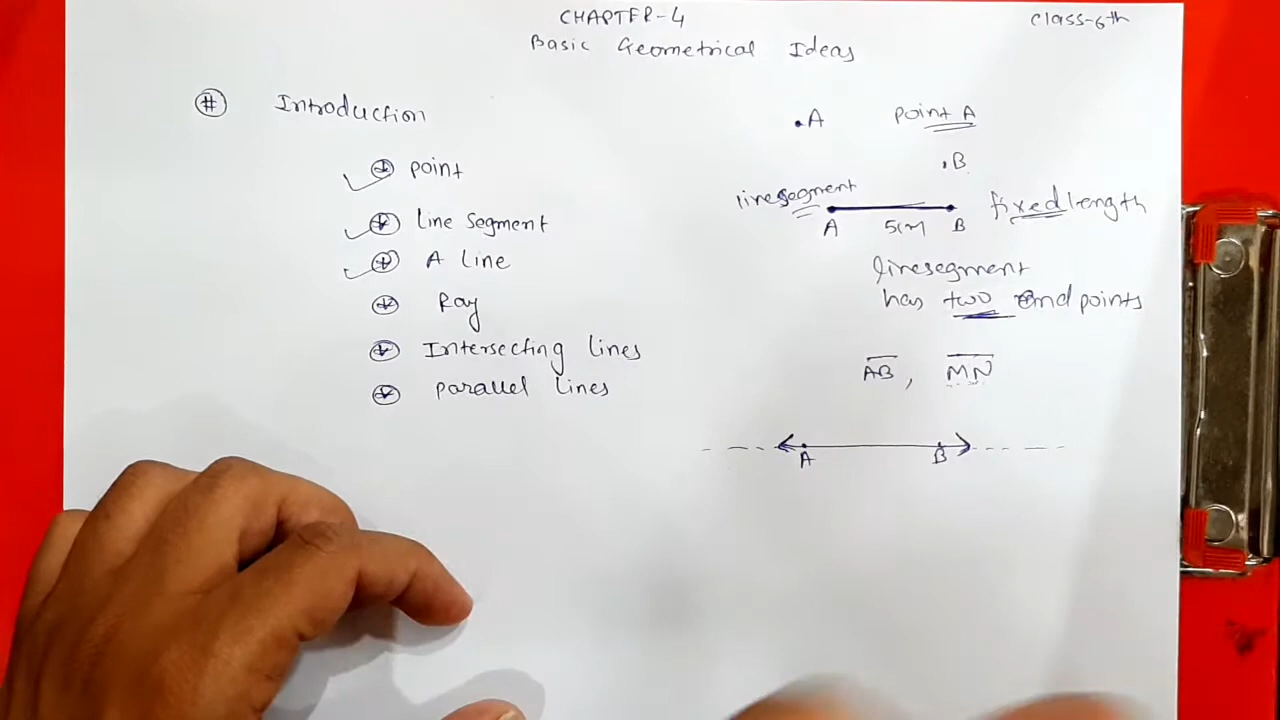 CHAPTER-4
Class-6th
Basic Geometrical Ideas
# Introduction
point
Line Segment
A Line
Ray
Intersecting lines
parallel lines
A
point A
B
linesegment
fixed length
A 5cm B
linesegment
has two end points
AB, MN
A B